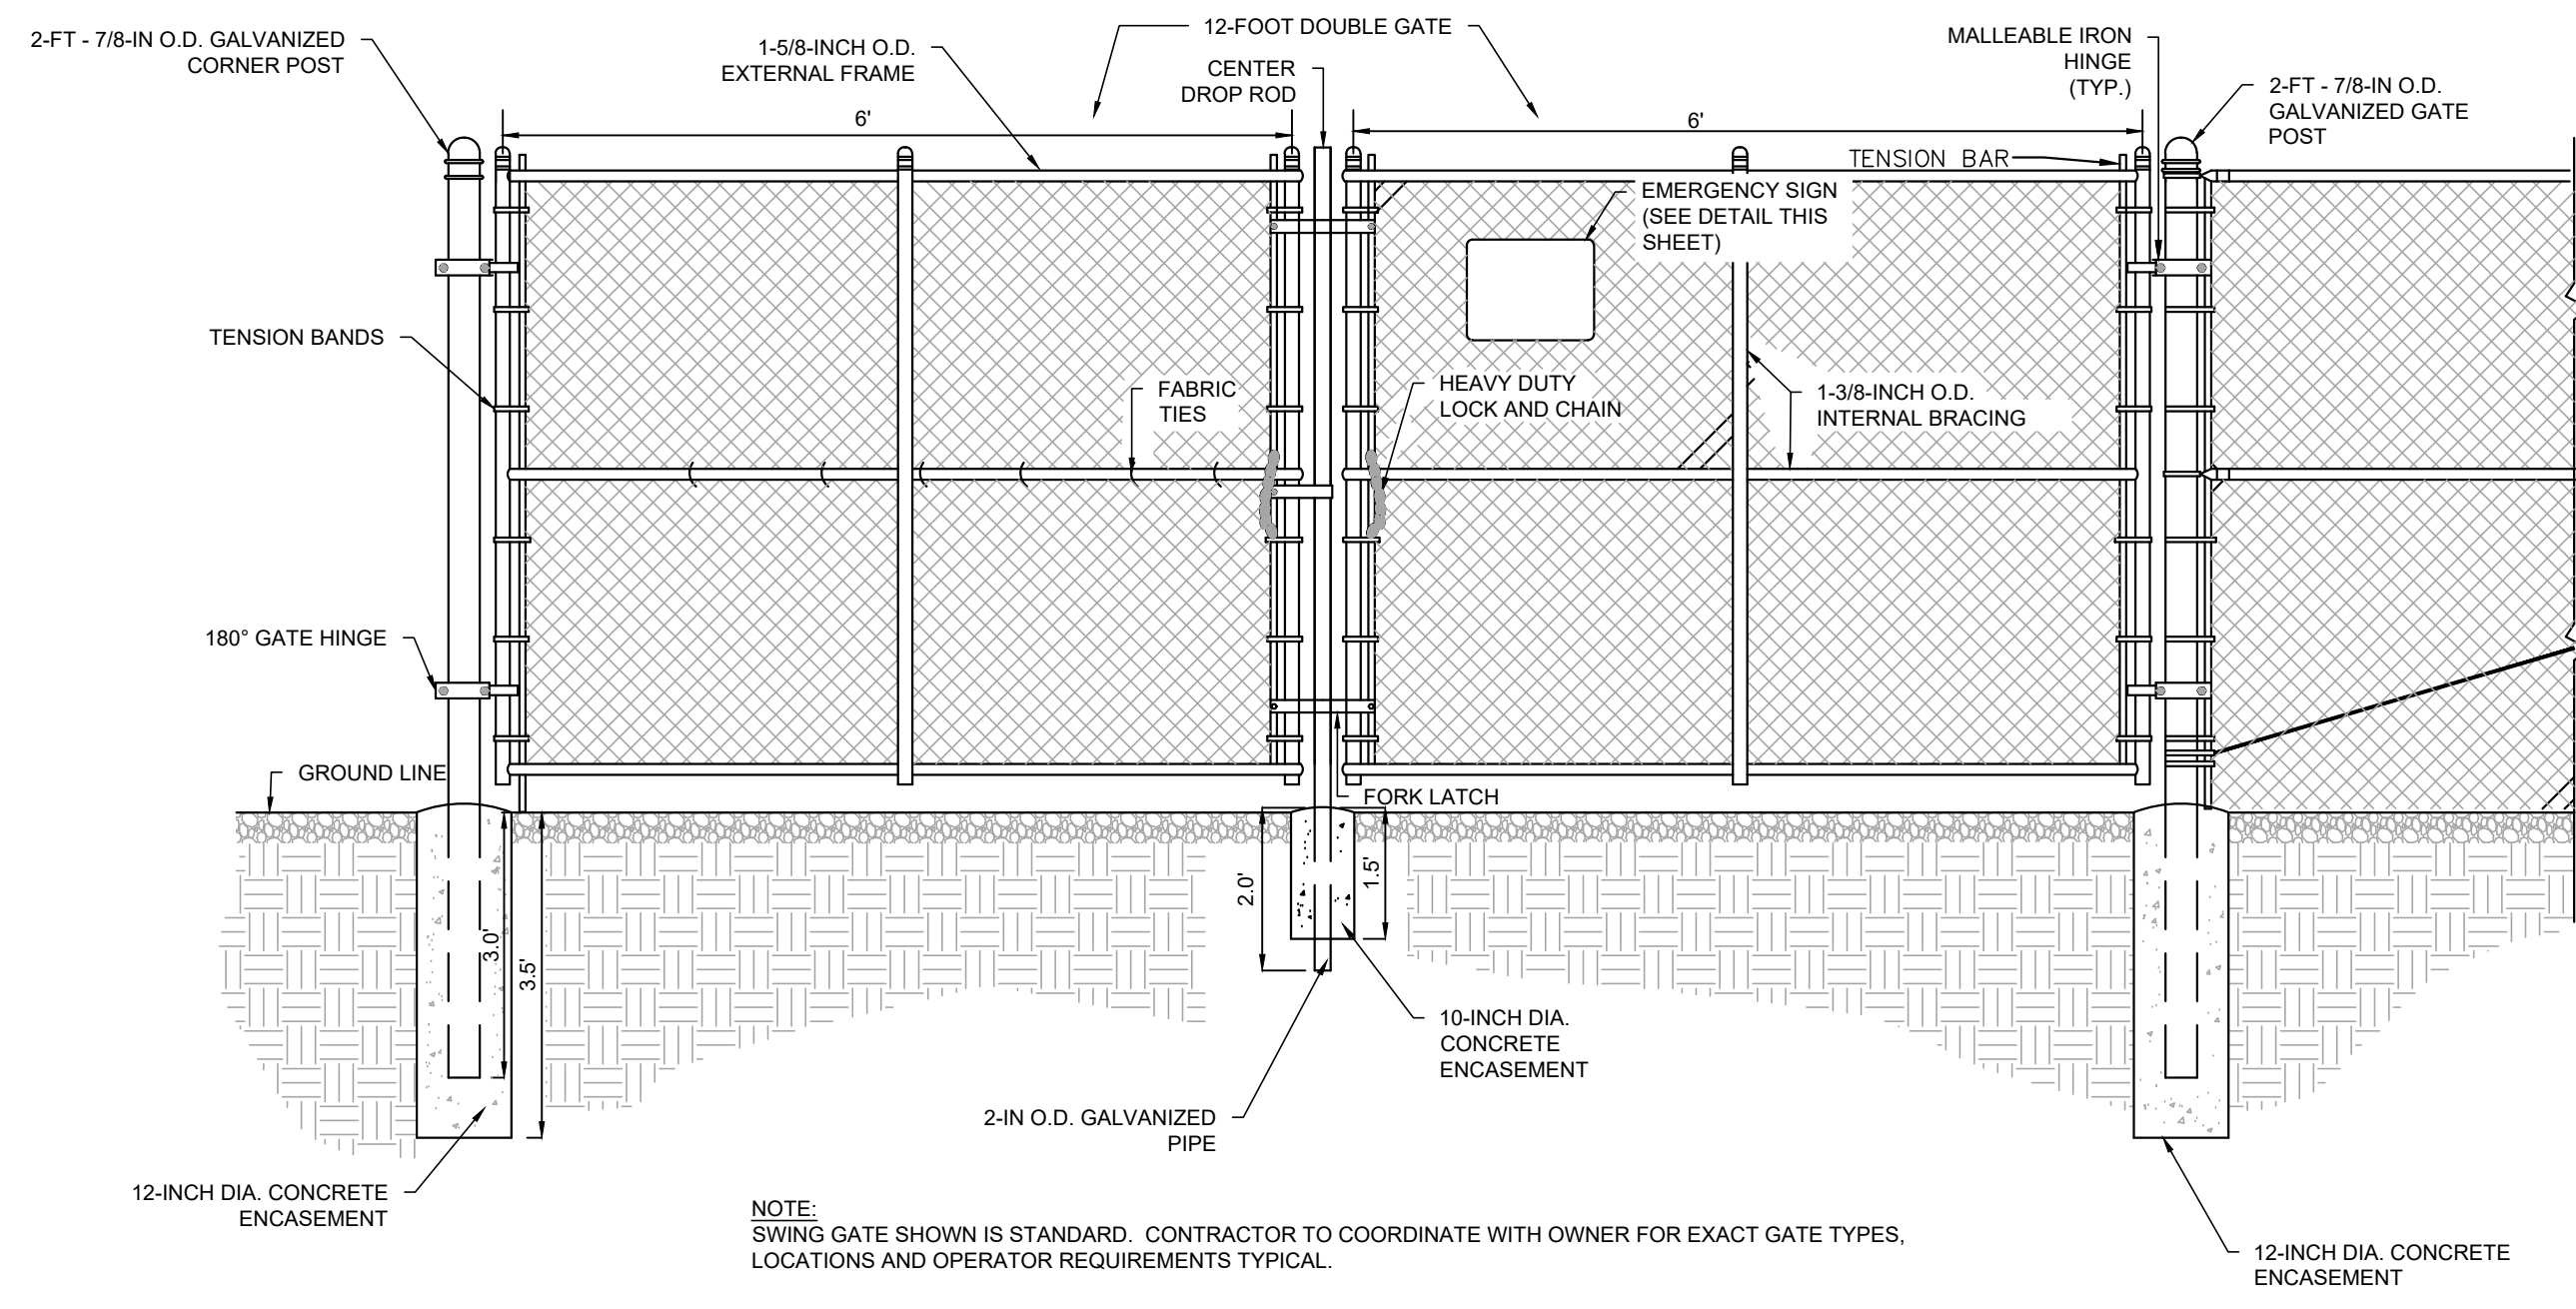 2-FT - 7/8-IN O.D. GALVANIZED
CORNER POST
1-5/8-INCH O.D.
EXTERNAL FRAME
12-FOOT DOUBLE GATE
CENTER
DROP ROD
MALLEABLE IRON
HINGE
(TYP.)
2-FT - 7/8-IN O.D.
GALVANIZED GATE
POST
6'
6'
TENSION BAR
EMERGENCY SIGN
(SEE DETAIL THIS
SHEET)
TENSION BANDS
FABRIC
TIES
HEAVY DUTY
LOCK AND CHAIN
1-3/8-INCH O.D.
INTERNAL BRACING
180° GATE HINGE
GROUND LINE
FORK LATCH
3.0'
3.5'
2.0'
1.5'
10-INCH DIA.
CONCRETE
ENCASEMENT
2-IN O.D. GALVANIZED
PIPE
12-INCH DIA. CONCRETE
ENCASEMENT
NOTE:
SWING GATE SHOWN IS STANDARD.  CONTRACTOR TO COORDINATE WITH OWNER FOR EXACT GATE TYPES,
LOCATIONS AND OPERATOR REQUIREMENTS TYPICAL.
12-INCH DIA. CONCRETE
ENCASEMENT